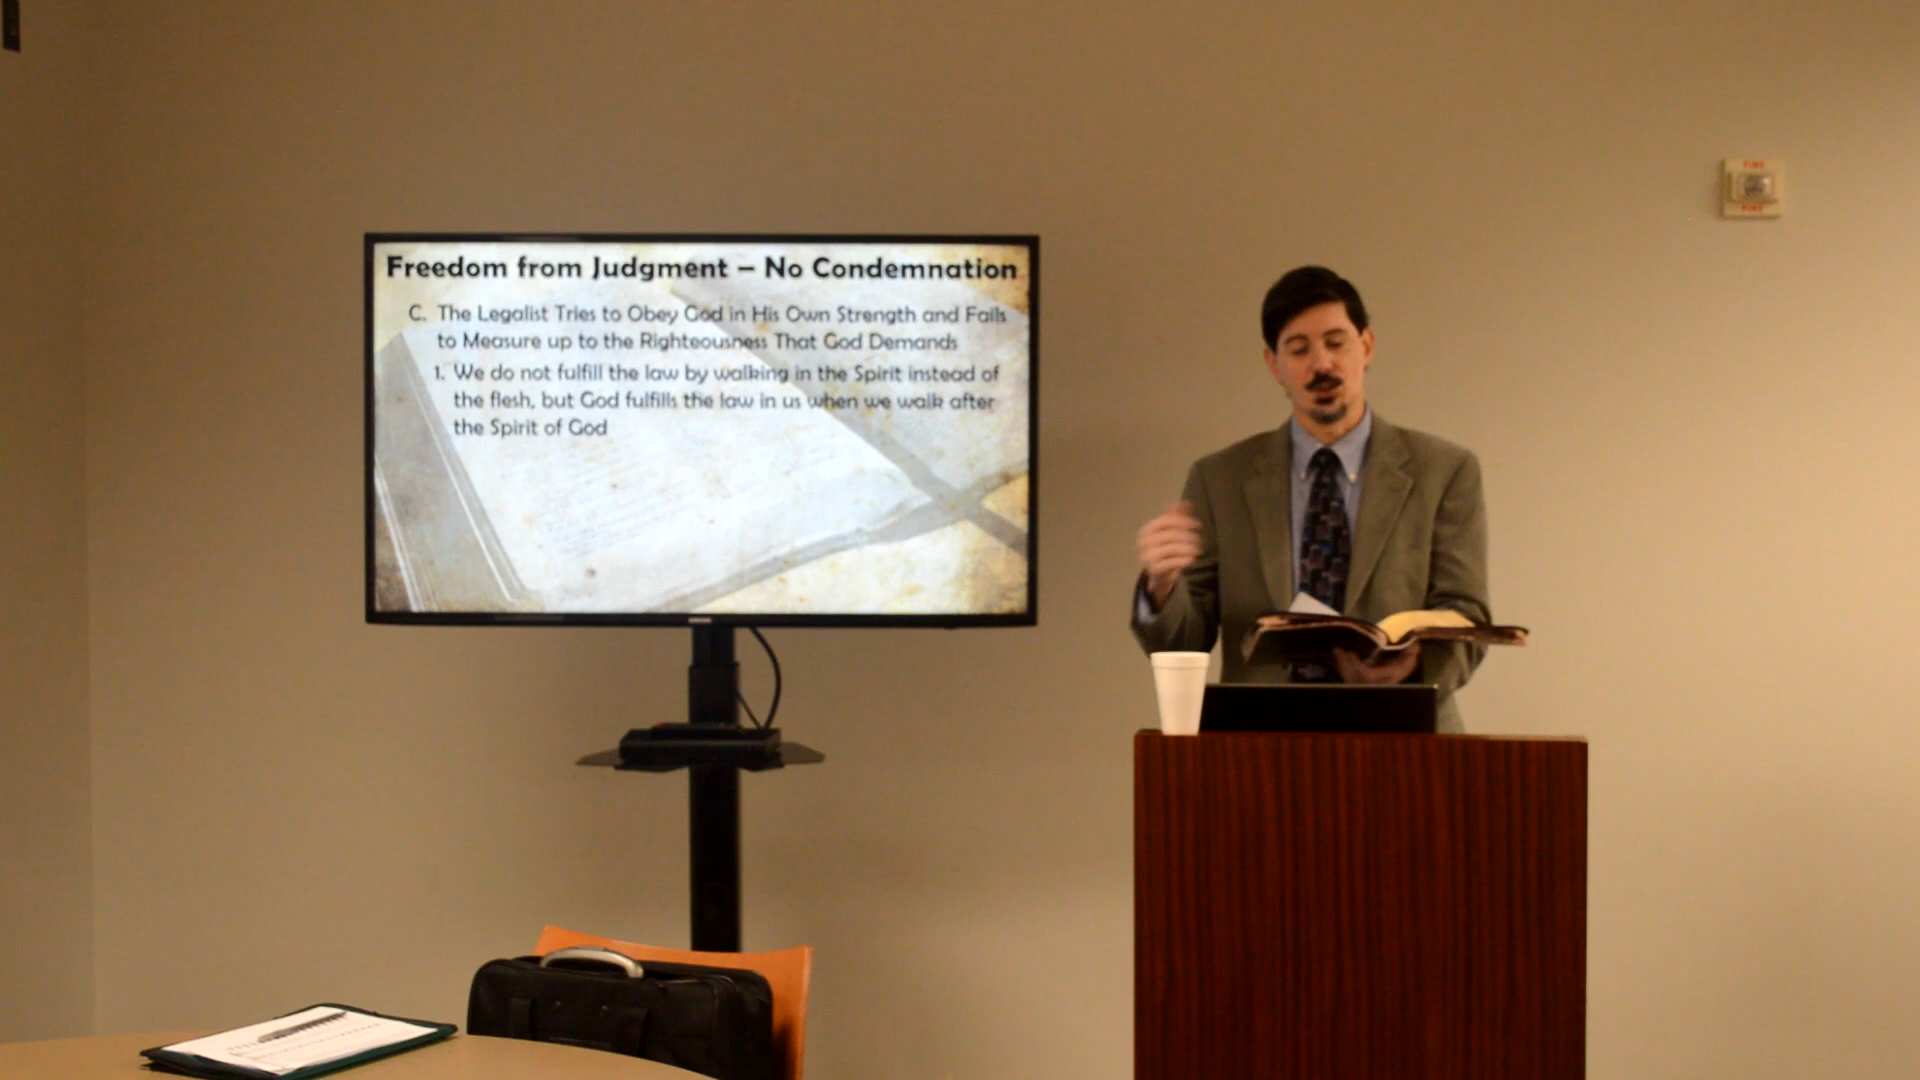 Freedom from Judgment – No Condemnation
C. The Legalist Tries to Obey God in His Own Strength and Fails
to Measure up to the Righteousness That God Demands
1. We do not fulfill the law by walking in the Spirit instead of
the flesh, but God fulfills the law in us when we walk after
the Spirit of God
FIRE
FIRE